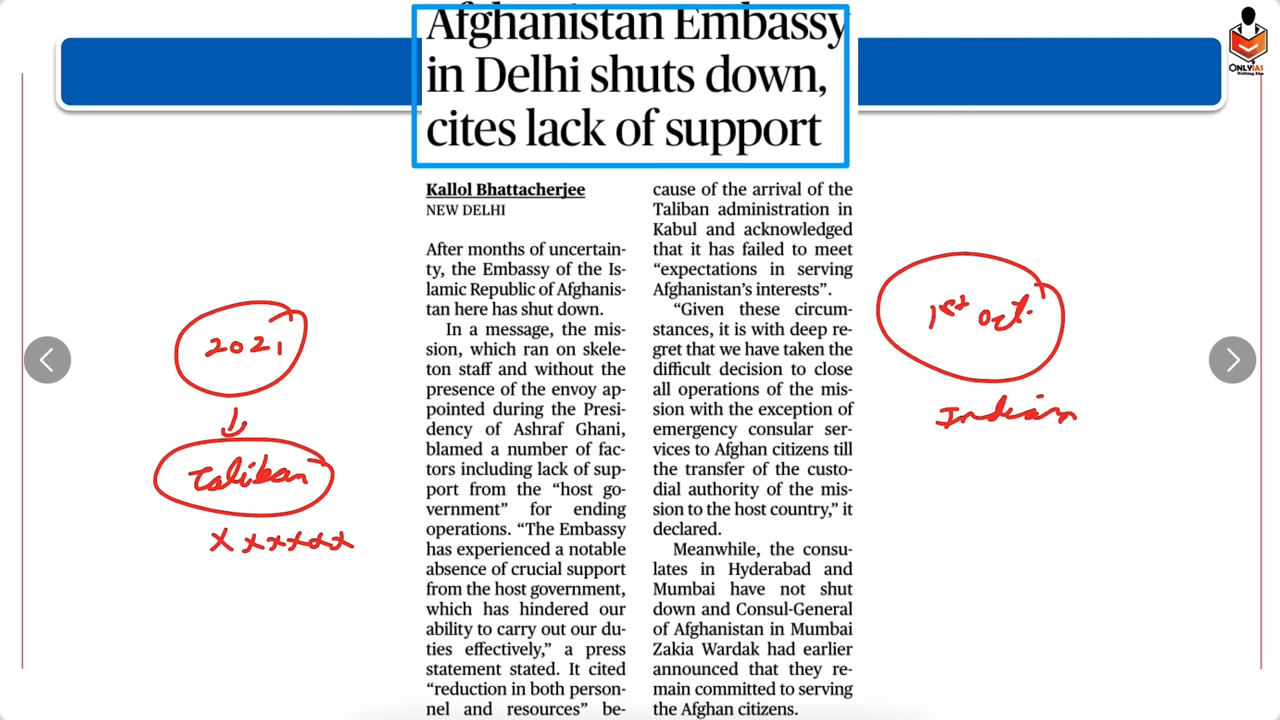 Afghanistan Embassy
in Delhi shuts down,
cites lack of support
ONLYIAS
Nothing Else
Kallol Bhattacherjee
NEW DELHI
After months of uncertain-
ty, the Embassy of the Is-
lamic Republic of Afghanis-
tan here has shut down.
In a message, the mis-
sion, which ran on skele-
ton staff and without the
presence of the envoy ap-
pointed during the Presi-
dency of Ashraf Ghani,
blamed a number of fac-
tors including lack of sup-
port from the “host go-
vernment” for ending
operations. “The Embassy
has experienced a notable
absence of crucial support
from the host government,
which has hindered our
ability to carry out our du-
ties effectively,” a press
statement stated. It cited
“reduction in both person-
nel and resources” be-
cause of the arrival of the
Taliban administration in
Kabul and acknowledged
that it has failed to meet
“expectations in serving
Afghanistan’s interests”.
“Given these circum-
stances, it is with deep re-
gret that we have taken the
difficult decision to close
all operations of the mis-
sion with the exception of
emergency consular ser-
vices to Afghan citizens till
the transfer of the custo-
dial authority of the mis-
sion to the host country,” it
declared.
Meanwhile, the consu-
lates in Hyderabad and
Mumbai have not shut
down and Consul-General
of Afghanistan in Mumbai
Zakia Wardak had earlier
announced that they re-
main committed to serving
the Afghan citizens.
2021
Taliban
xxxxxx
1st Oct.
Indian